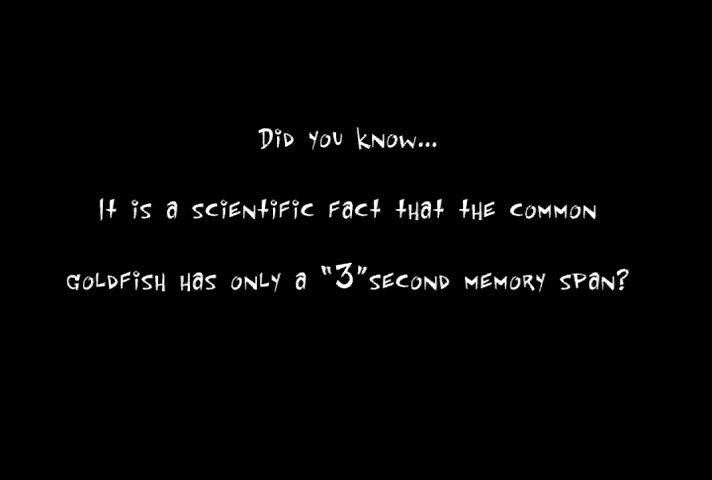 Did you know...
It is a scientific fact that the common
goldfish has only a "3"second memory span?